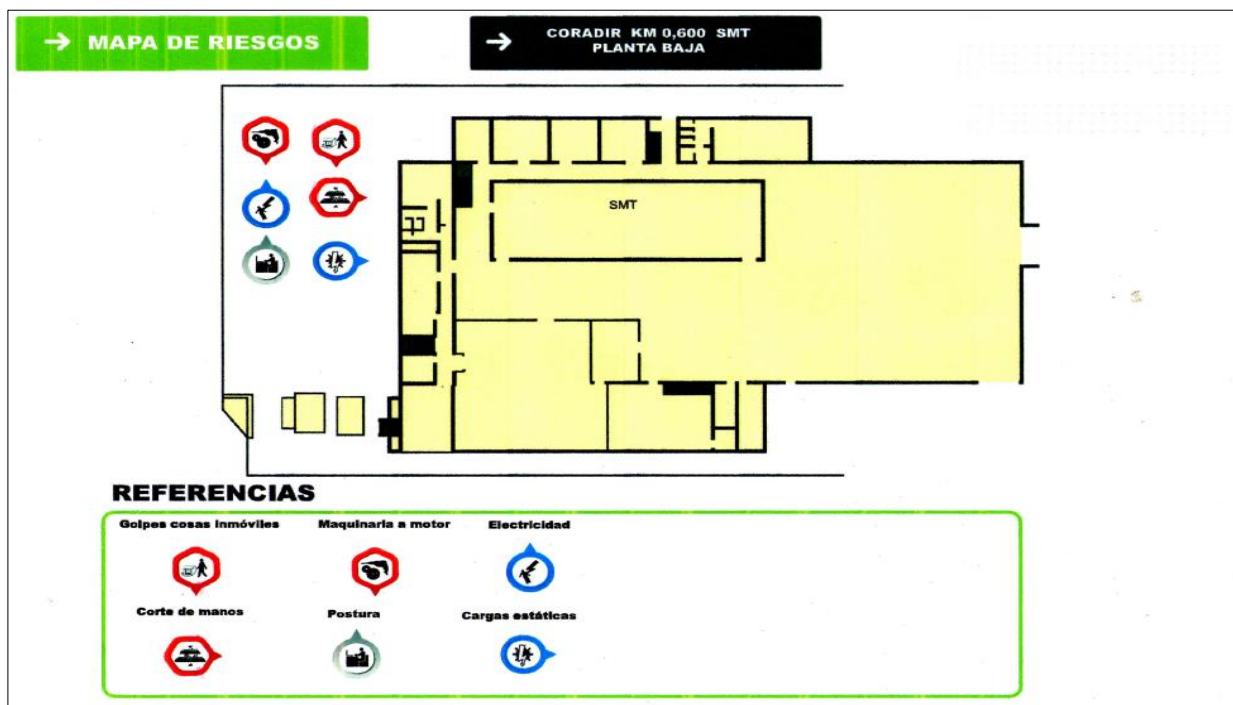 MAPA DE RIESGOS
CORADIR KM 0,600 SMT
PLANTA BAJA
SMT
REFERENCIAS
Golpes cosas inmóviles
Maquinaria a motor
Electricidad
Corte de manos
Postura
Cargas estáticas